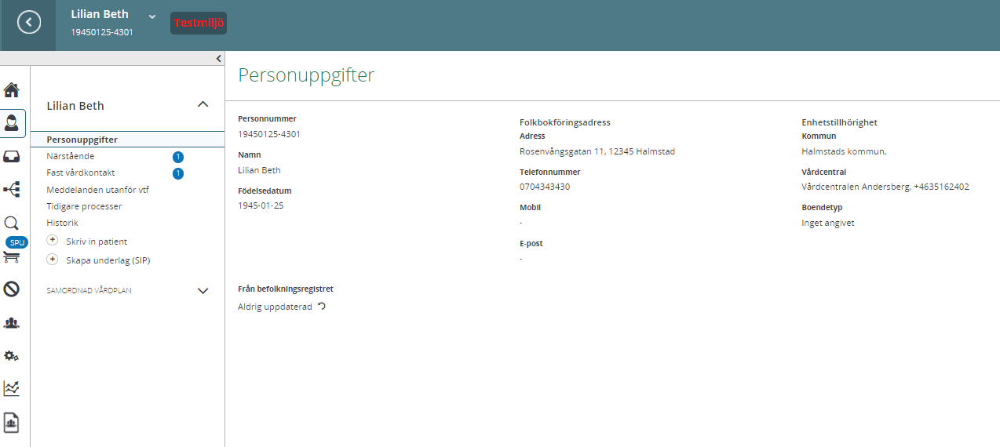 Lilian Beth
19450125-4301
Testmiljö
Lilian Beth
Personuppgifter
Närstående 1
Fast vårdkontakt 1
Meddelanden utanför vtf
Tidigare processer
Historik
Skriv in patient
Skapa underlag (SIP)
SAMORDNAD VÅRDPLAN
SPU
Personuppgifter
Personnummer
19450125-4301
Namn
Lilian Beth
Födelsedatum
1945-01-25
Folkbokföringsadress
Adress
Rosenvångsgatan 11, 12345 Halmstad
Telefonnummer
0704343430
Mobil
-
E-post
-
Enhetstillhörighet
Kommun
Halmstads kommun,
Vårdcentral
Vårdcentralen Andersberg, +4635162402
Boendetyp
Inget angivet
Från befolkningsregistret
Aldrig uppdaterad